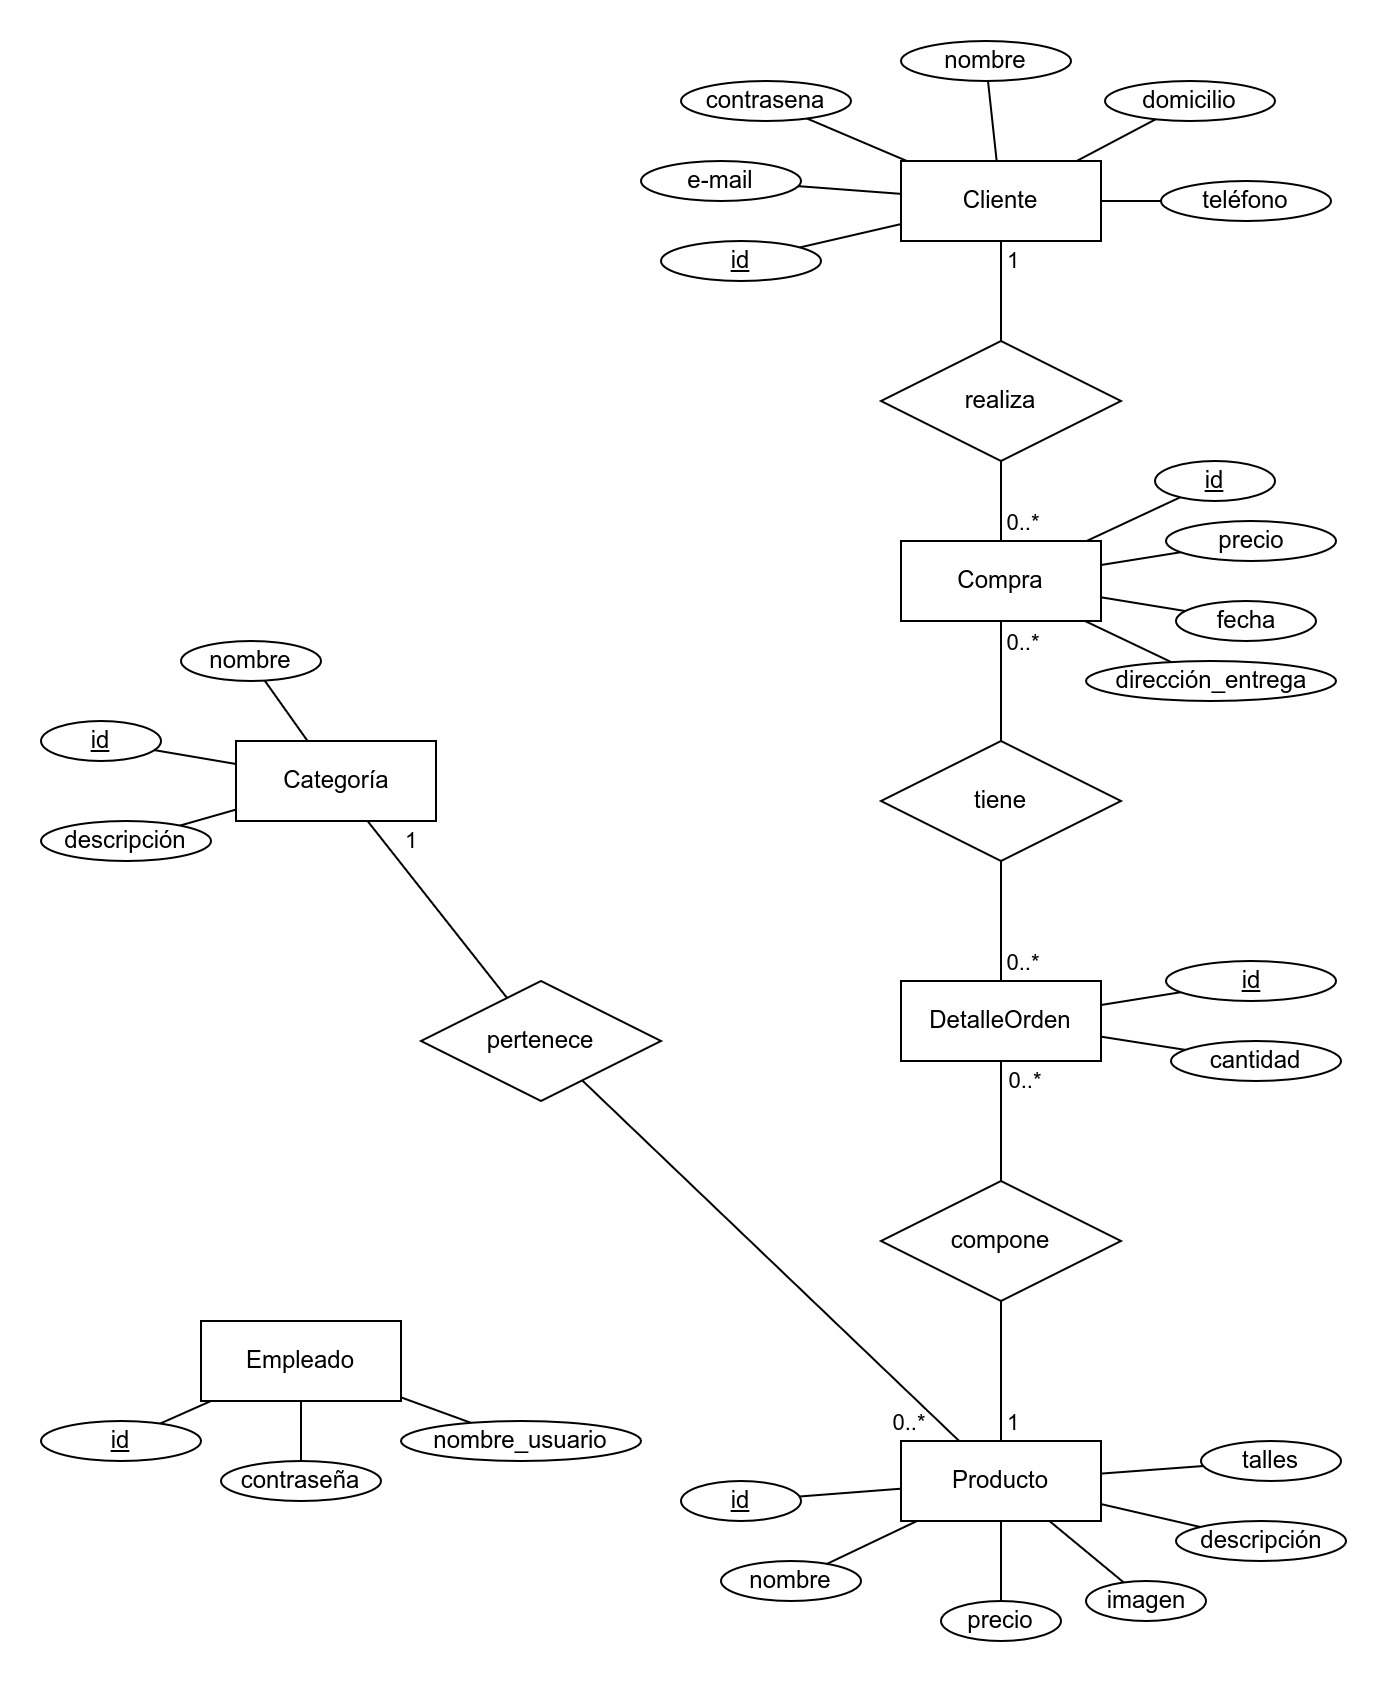 nombre
contrasena
domicilio
e-mail
Cliente
teléfono
id
1
realiza
id
0..*
precio
Compra
fecha
0..*
dirección_entrega
nombre
id
Categoría
tiene
descripción
1
0..*
id
DetalleOrden
pertenece
cantidad
0..*
compone
Empleado
id
nombre_usuario
contraseña
0..*
1
talles
Producto
id
descripción
nombre
imagen
precio